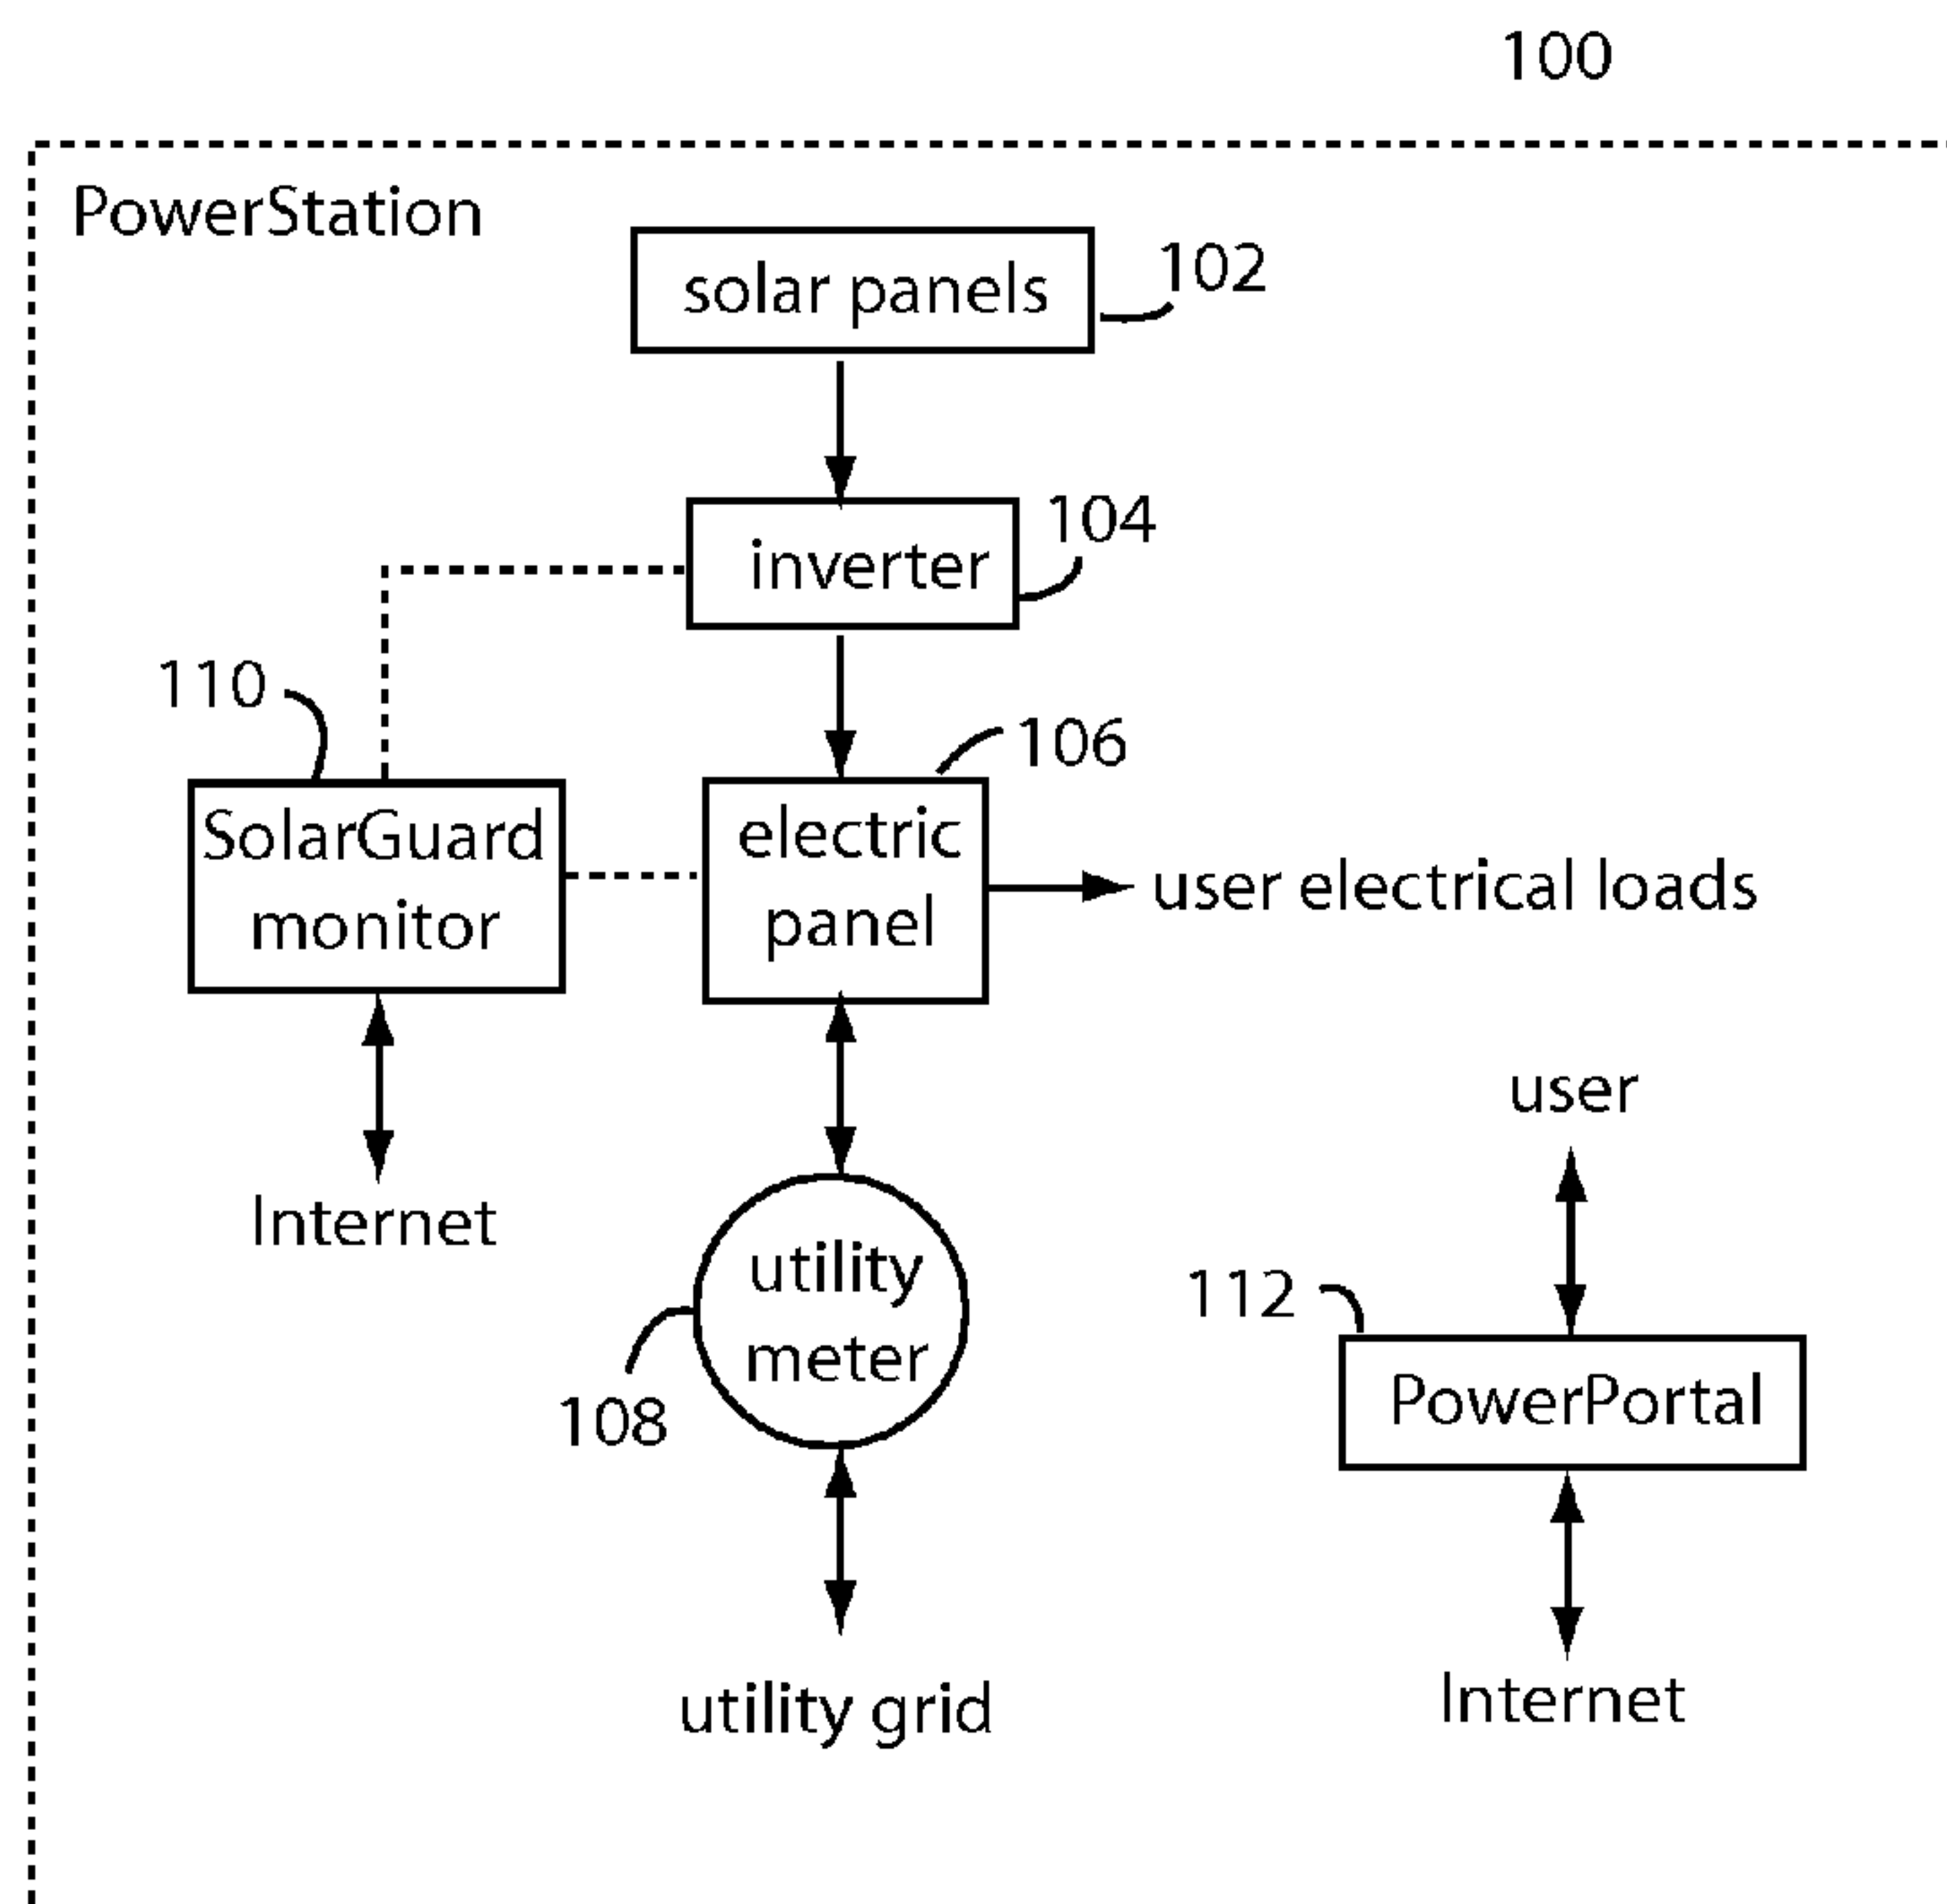 100
PowerStation
solar panels
102
inverter
104
110
106
SolarGuard
monitor
electric
panel
user electrical loads
user
Internet
utility
meter
112
108
PowerPortal
utility grid
Internet